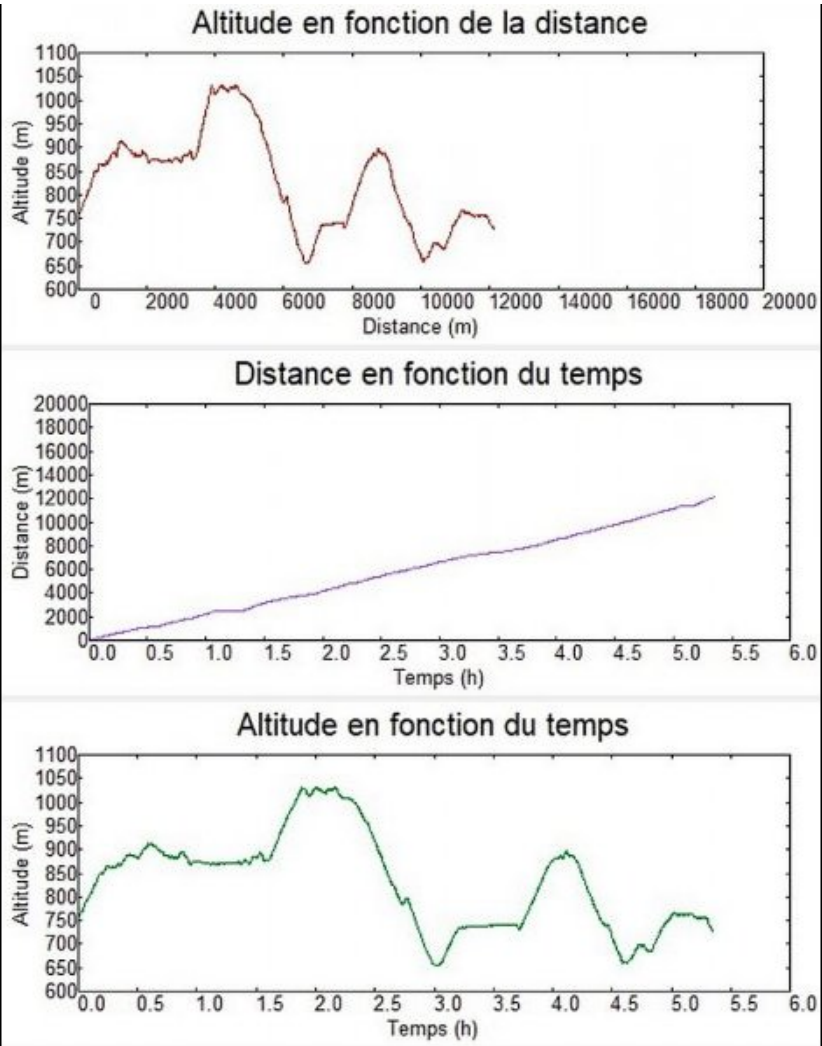 Altitude en fonction de la distance
1100
1050
1000
950
900
850
800
750
700
650
600
Altitude (m)
0 2000 4000 6000 8000 10000 12000 14000 16000 18000 20000
Distance (m)
Distance en fonction du temps
20000
18000
16000
14000
12000
10000
8000
6000
4000
2000
0
Distance (m)
0.0 0.5 1.0 1.5 2.0 2.5 3.0 3.5 4.0 4.5 5.0 5.5 6.0
Temps (h)
Altitude en fonction du temps
1100
1050
1000
950
900
850
800
750
700
650
600
Altitude (m)
0.0 0.5 1.0 1.5 2.0 2.5 3.0 3.5 4.0 4.5 5.0 5.5 6.0
Temps (h)